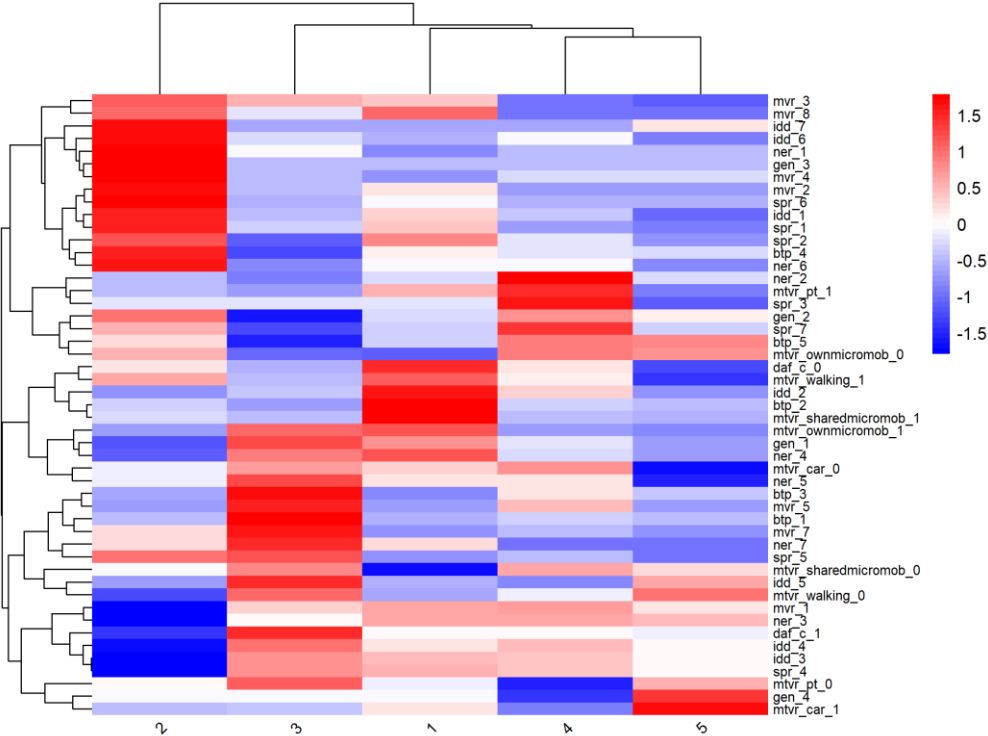 mvr_3
mvr_8
idd_7
idd_6
ner_1
gen_3
mvr_4
mvr_2
spr_6
idd_1
spr_1
spr_2
btp_4
ner_6
ner_2
mtvr_pt_1
spr_3
gen_2
spr_7
btp_5
mtvr_ownmicromob_0
daf_c_0
mtvr_walking_1
idd_2
btp_2
mtvr_sharedmicromob_1
mtvr_ownmicromob_1
gen_1
ner_4
mtvr_car_0
ner_5
btp_3
mvr_5
btp_1
mvr_7
ner_7
spr_5
mtvr_sharedmicromob_0
idd_5
mtvr_walking_0
mvr_1
ner_3
daf_c_1
idd_4
idd_3
spr_4
mtvr_pt_0
gen_4
mtvr_car_1
2 3 1 4 5
1.5
1
0.5
0
-0.5
-1
-1.5